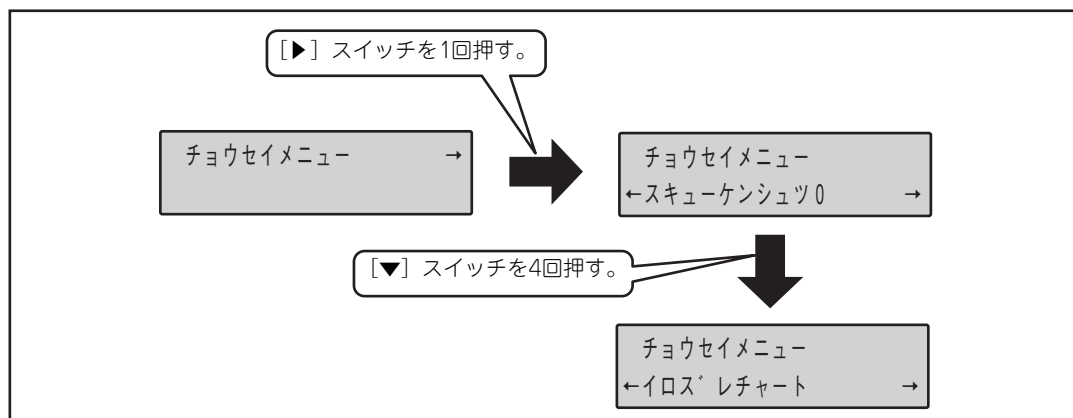 [▶] スイッチを1回押す。
チョウセイメニュー →
チョウセイメニュー
←スキューケンシュツ0 →
[▼] スイッチを4回押す。
チョウセイメニュー
←イロズレチャート →